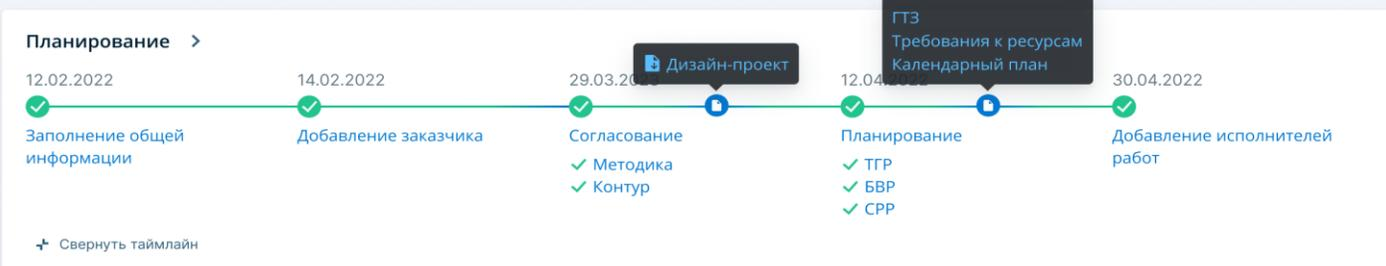 ГТЗ
Требования к ресурсам
Календарный план
Планирование
Дизайн-проект
12.02.2022
14.02.2022
29.03.2023
12.04.2022
30.04.2022
Заполнение общей
информации
Добавление заказчика
Согласование
Методика
Контур
Планирование
ТГР
БВР
СРР
Добавление исполнителей
работ
Свернуть таймлайн